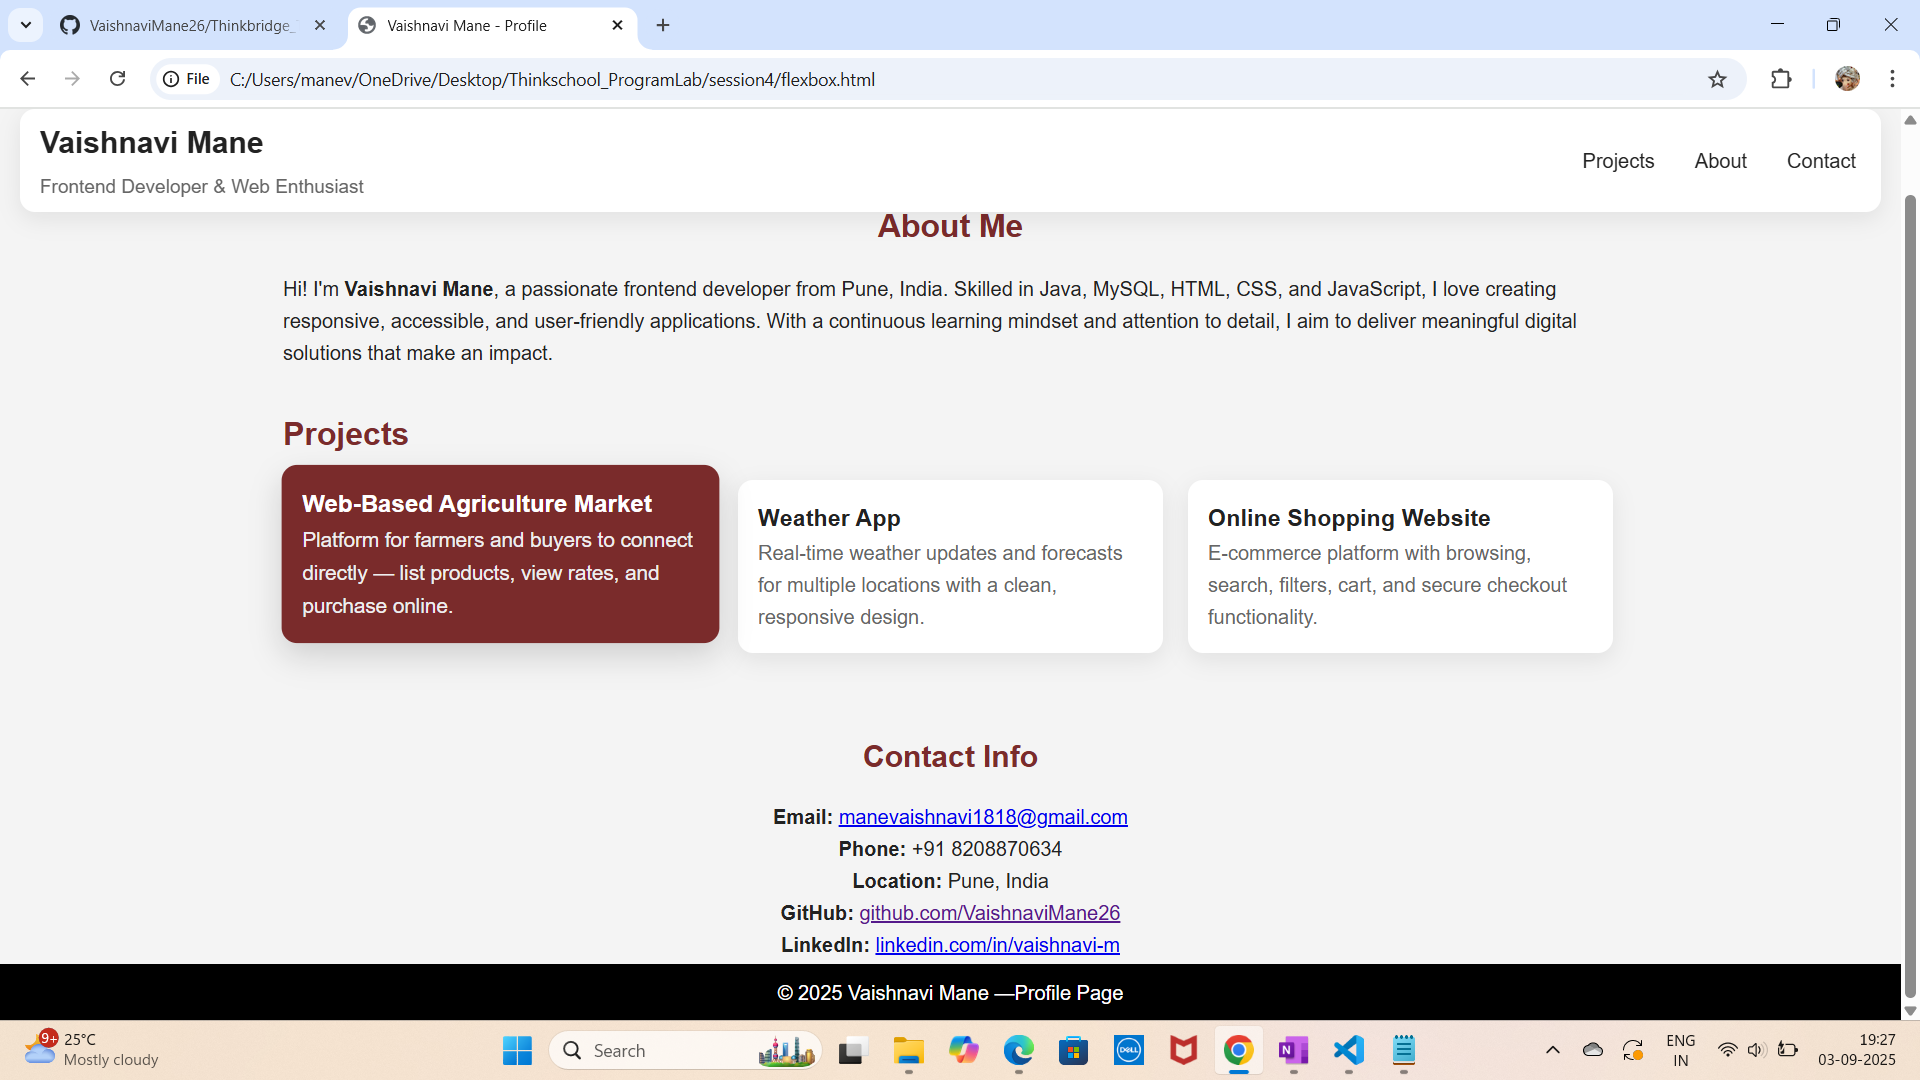 VaishnaviMane26/Thinkbridge_
Vaishnavi Mane - Profile
File
C:/Users/manev/OneDrive/Desktop/Thinkschool_ProgramLab/session4/flexbox.html
Vaishnavi Mane
Frontend Developer & Web Enthusiast
Projects
About
Contact
About Me
Hi! I'm Vaishnavi Mane, a passionate frontend developer from Pune, India. Skilled in Java, MySQL, HTML, CSS, and JavaScript, I love creating
responsive, accessible, and user-friendly applications. With a continuous learning mindset and attention to detail, I aim to deliver meaningful digital
solutions that make an impact.
Projects
Web-Based Agriculture Market
Platform for farmers and buyers to connect
directly — list products, view rates, and
purchase online.
Weather App
Real-time weather updates and forecasts
for multiple locations with a clean,
responsive design.
Online Shopping Website
E-commerce platform with browsing,
search, filters, cart, and secure checkout
functionality.
Contact Info
Email: manevaishnavi1818@gmail.com
Phone: +91 8208870634
Location: Pune, India
GitHub: github.com/VaishnaviMane26
LinkedIn: linkedin.com/in/vaishnavi-m
© 2025 Vaishnavi Mane —Profile Page
9+
25°C
Mostly cloudy
Search
DELL
N
ENG
IN
19:27
03-09-2025